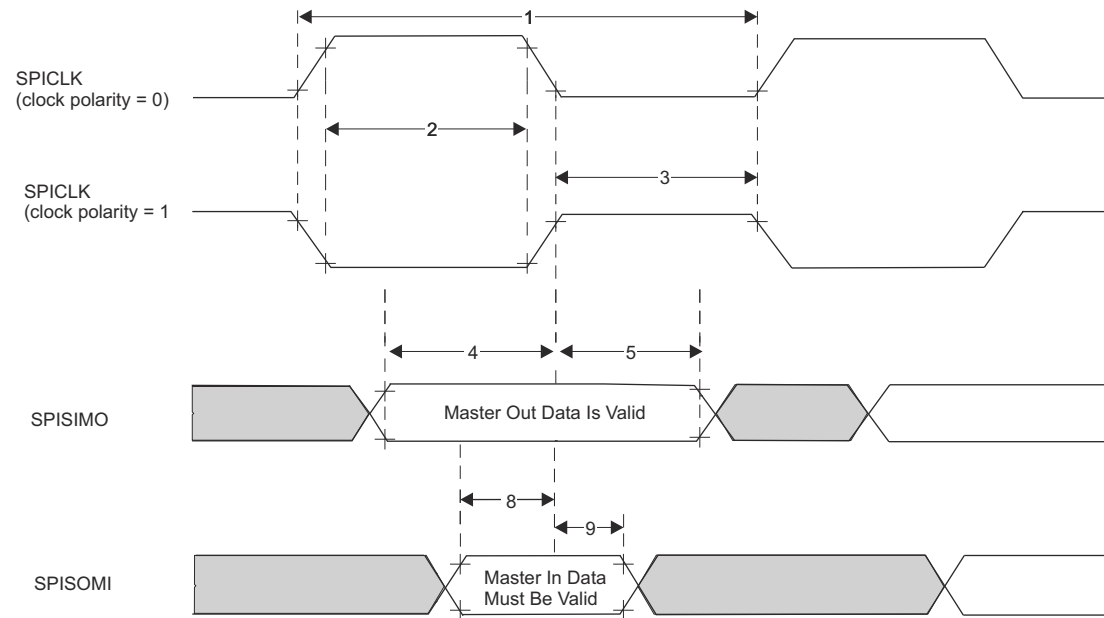 1
SPICLK
(clock polarity = 0)
2
3
SPICLK
(clock polarity = 1
4
5
Master Out Data Is Valid
SPISIMO
8
9
SPISOMI
Master In Data
Must Be Valid